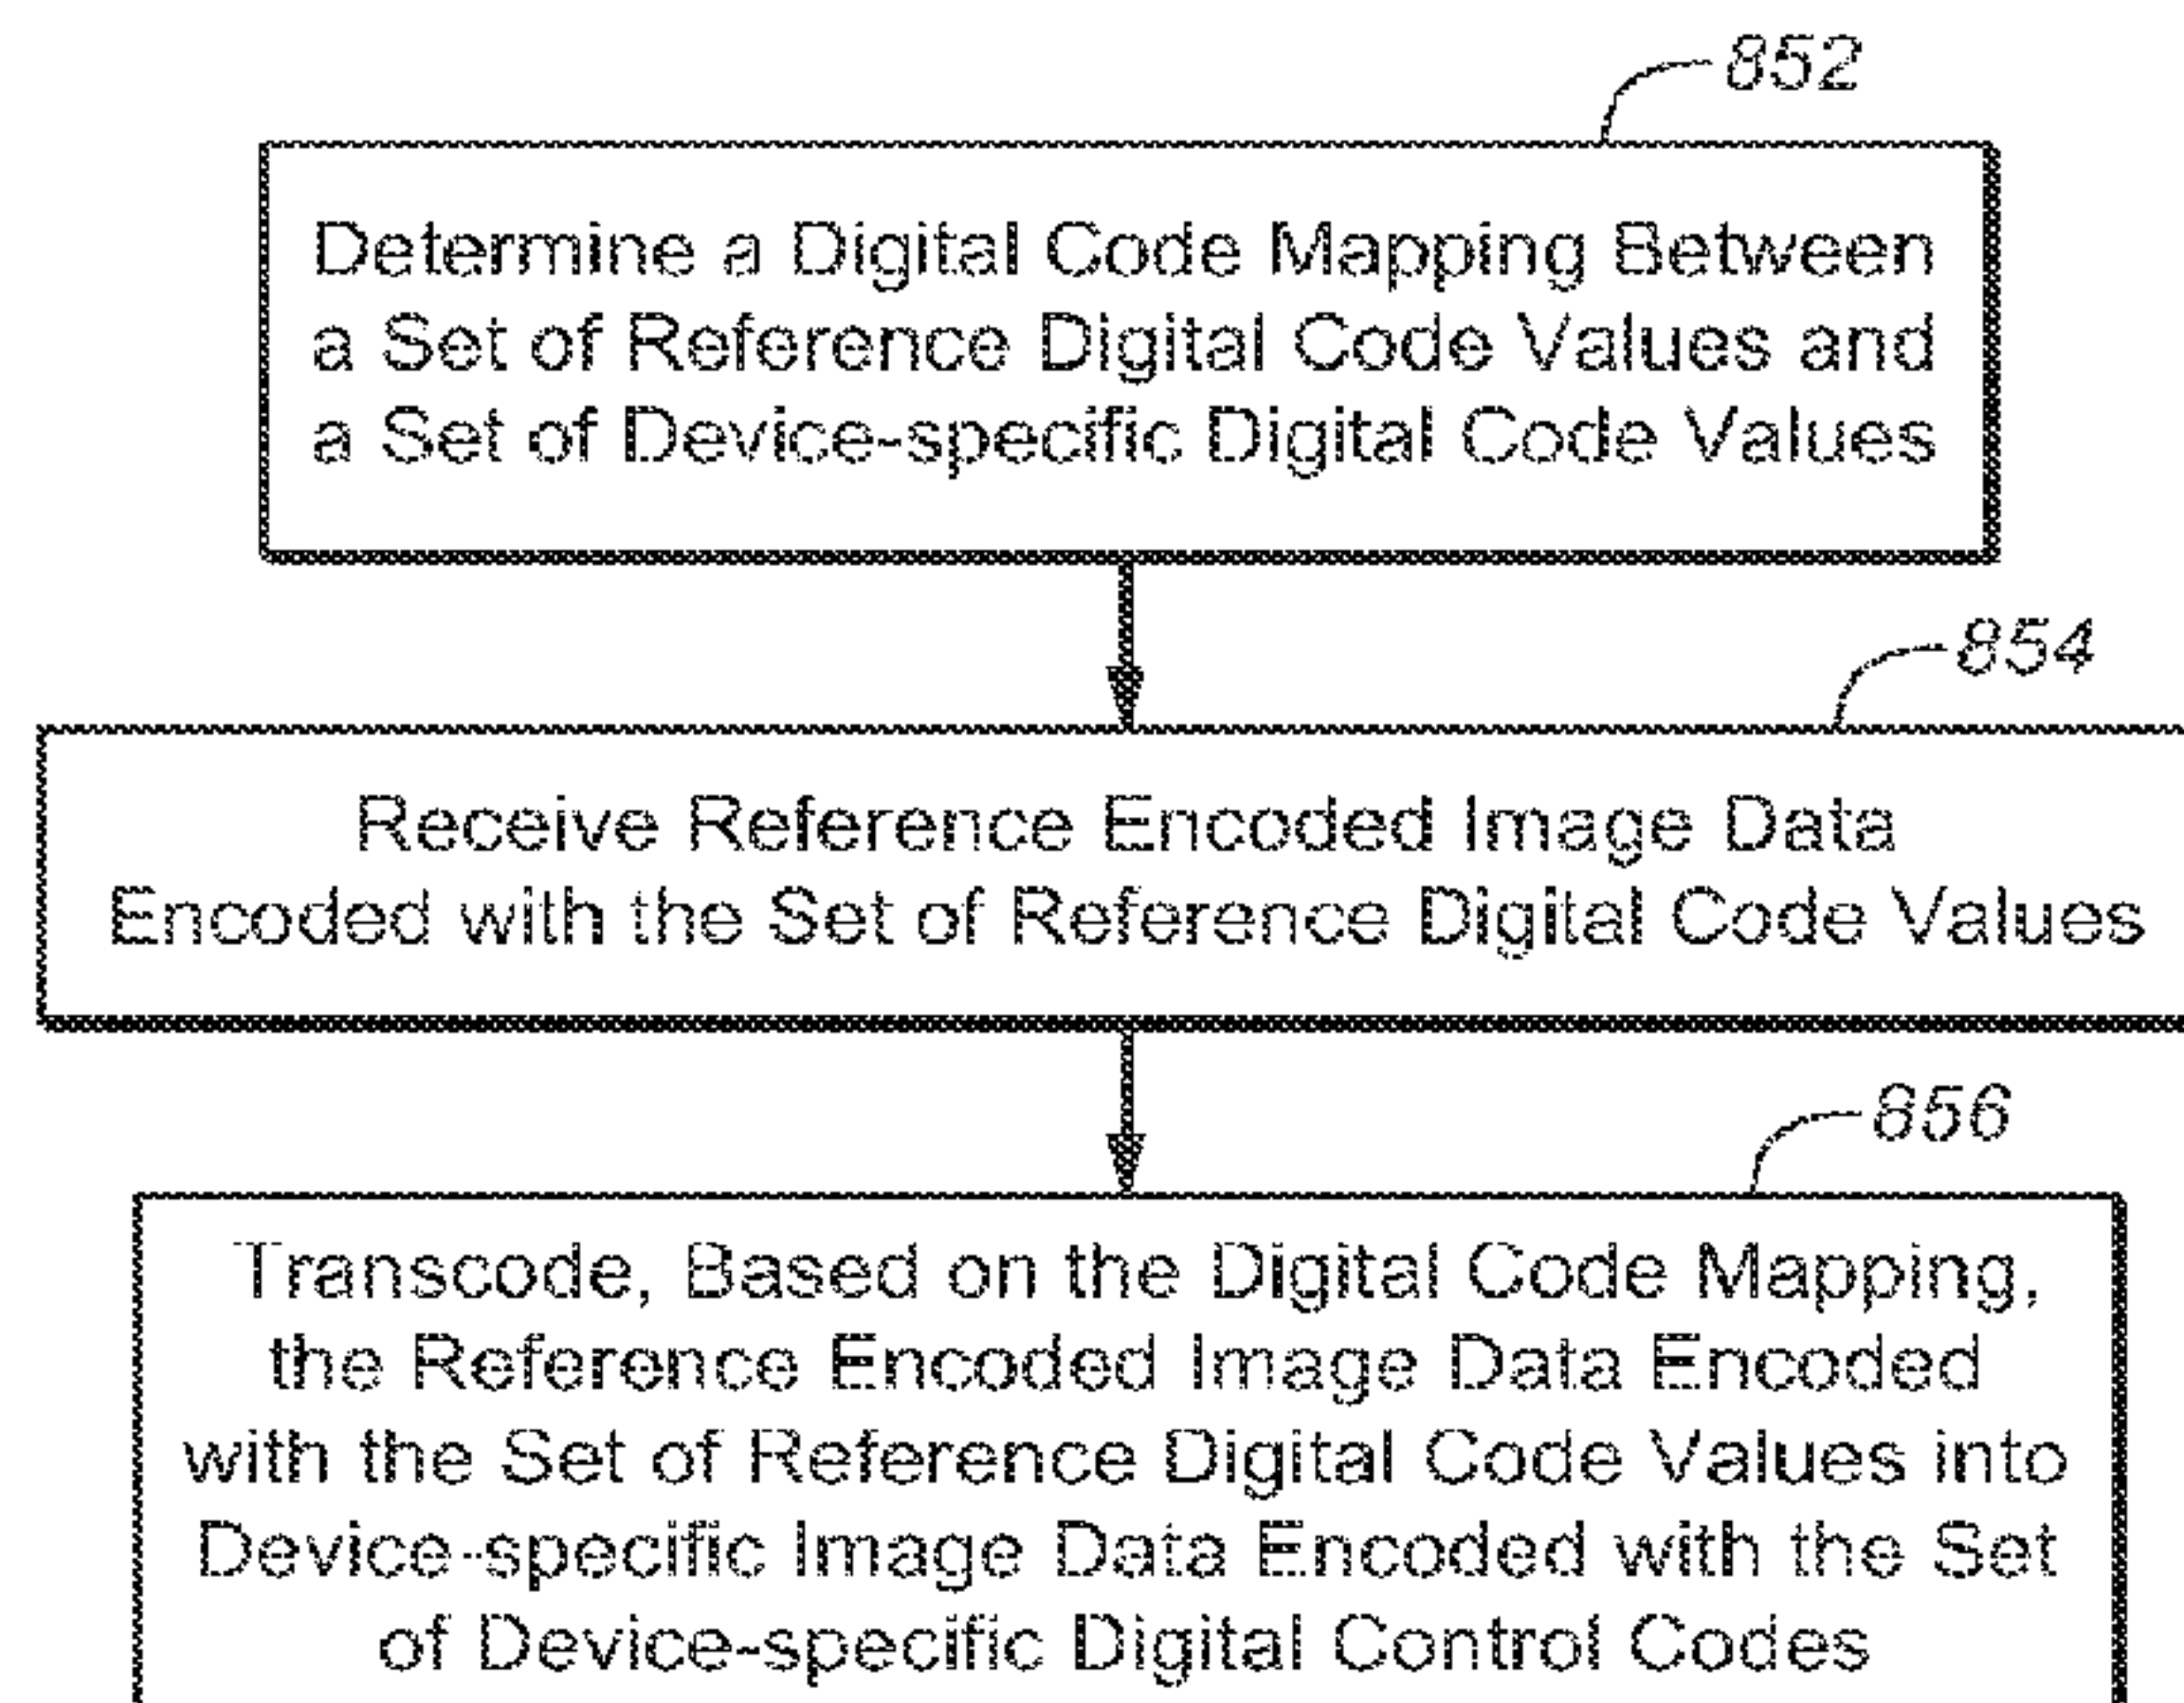 852
Determine a Digital Code Mapping Between
a Set of Reference Digital Code Values and
a Set of Device-specific Digital Code Values
854
Receive Reference Encoded Image Data
Encoded with the Set of Reference Digital Code Values
856
Transcode, Based on the Digital Code Mapping,
the Reference Encoded Image Data Encoded
with the Set of Reference Digital Code Values into
Device-specific Image Data Encoded with the Set
of Device-specific Digital Control Codes